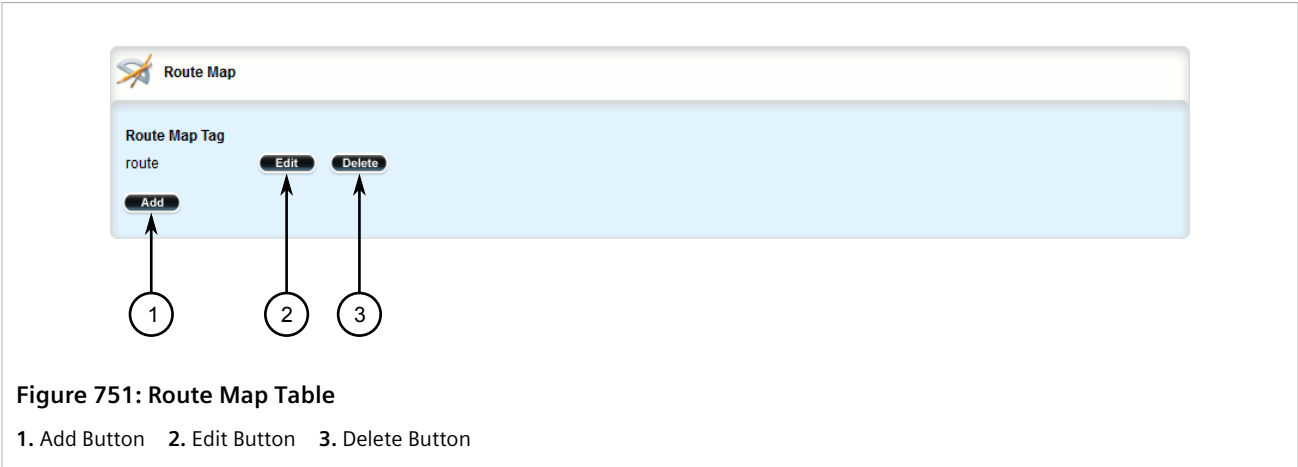 Route Map
Route Map Tag
route Edit Delete
Add
1 2 3
Figure 751: Route Map Table
1. Add Button 2. Edit Button 3. Delete Button